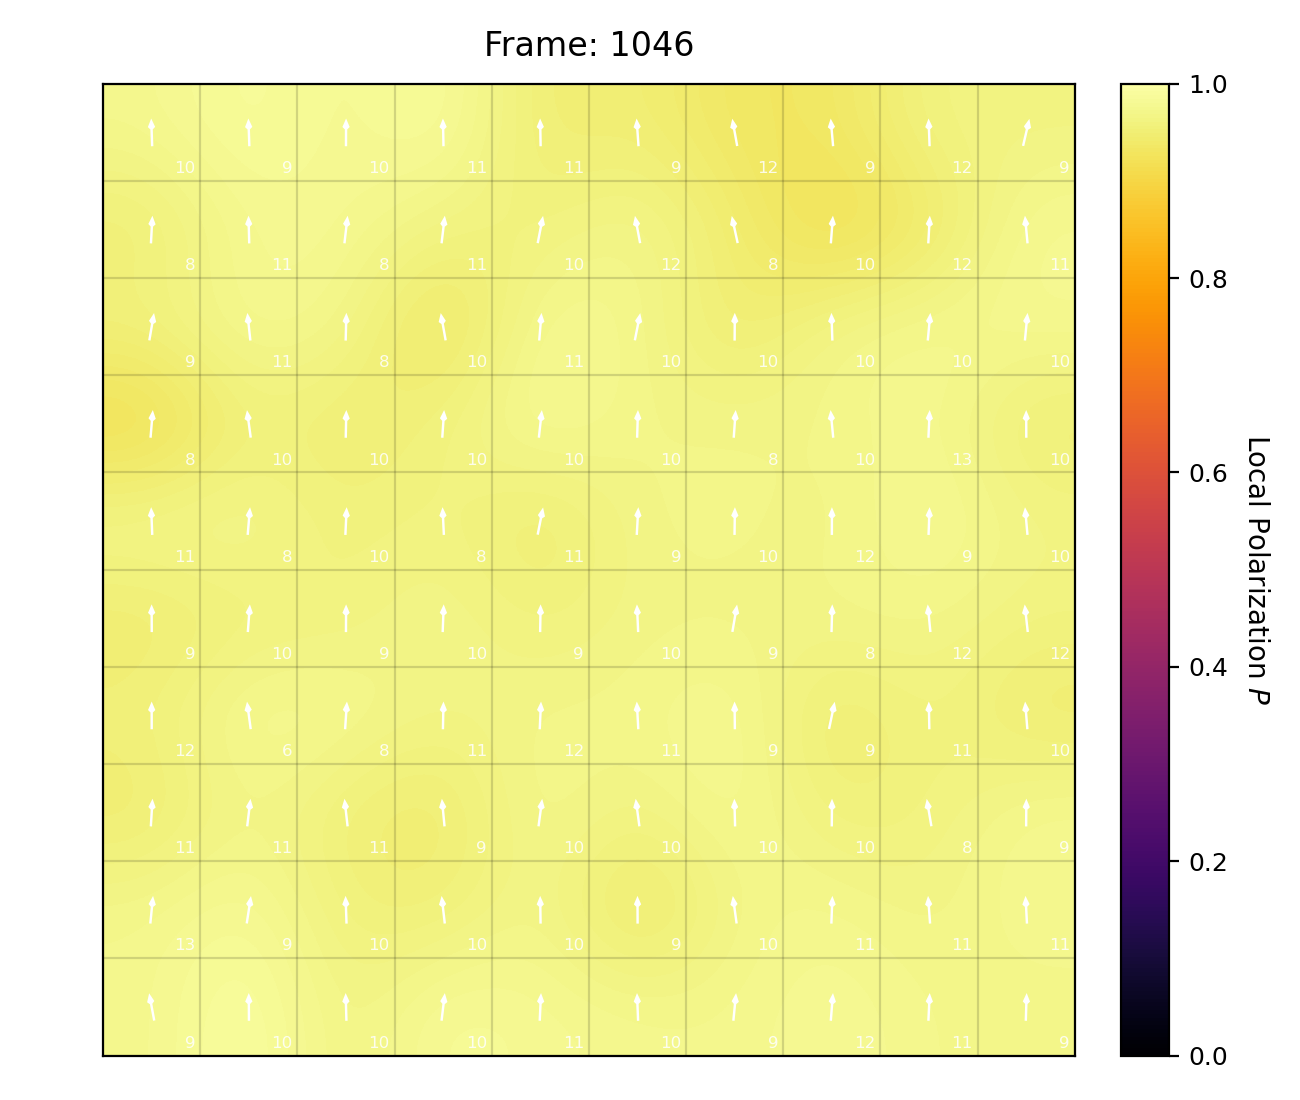 Frame: 1046
10 9 10 11 11 9 12 9 12 9
8 11 8 11 10 12 8 10 12 11
9 11 8 10 11 10 10 10 10 10
8 10 10 10 10 10 8 10 13 10
11 8 10 8 11 9 10 12 9 10
9 10 9 10 9 10 9 8 12 12
12 6 8 11 12 11 9 9 11 10
11 11 11 9 10 10 10 10 8 9
13 9 10 10 10 9 10 11 11 11
9 10 10 10 11 10 9 12 11 9
1.0
0.8
0.6
0.4
0.2
0.0
Local Polarization P